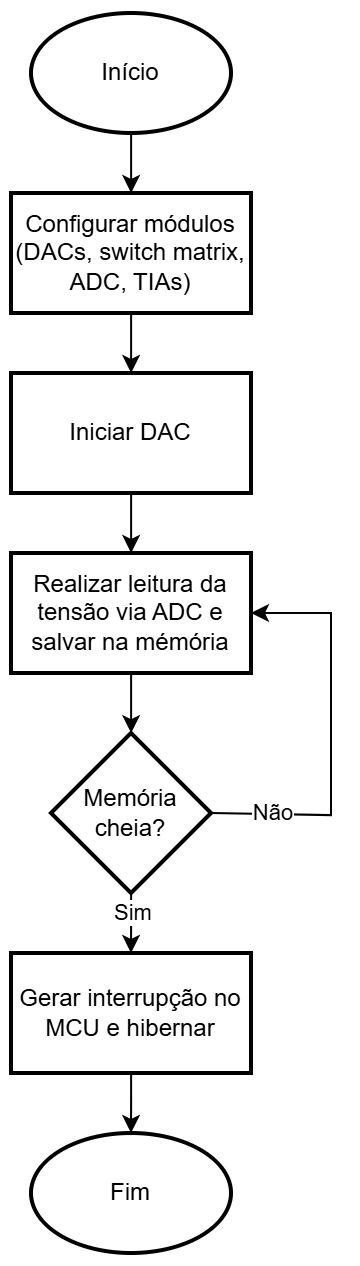 Início
Configurar módulos
(DACs, switch matrix,
ADC, TIAs)
Iniciar DAC
Realizar leitura da
tensão via ADC e
salvar na mémória
Memória
cheia?
Não
Sim
Gerar interrupção no
MCU e hibernar
Fim